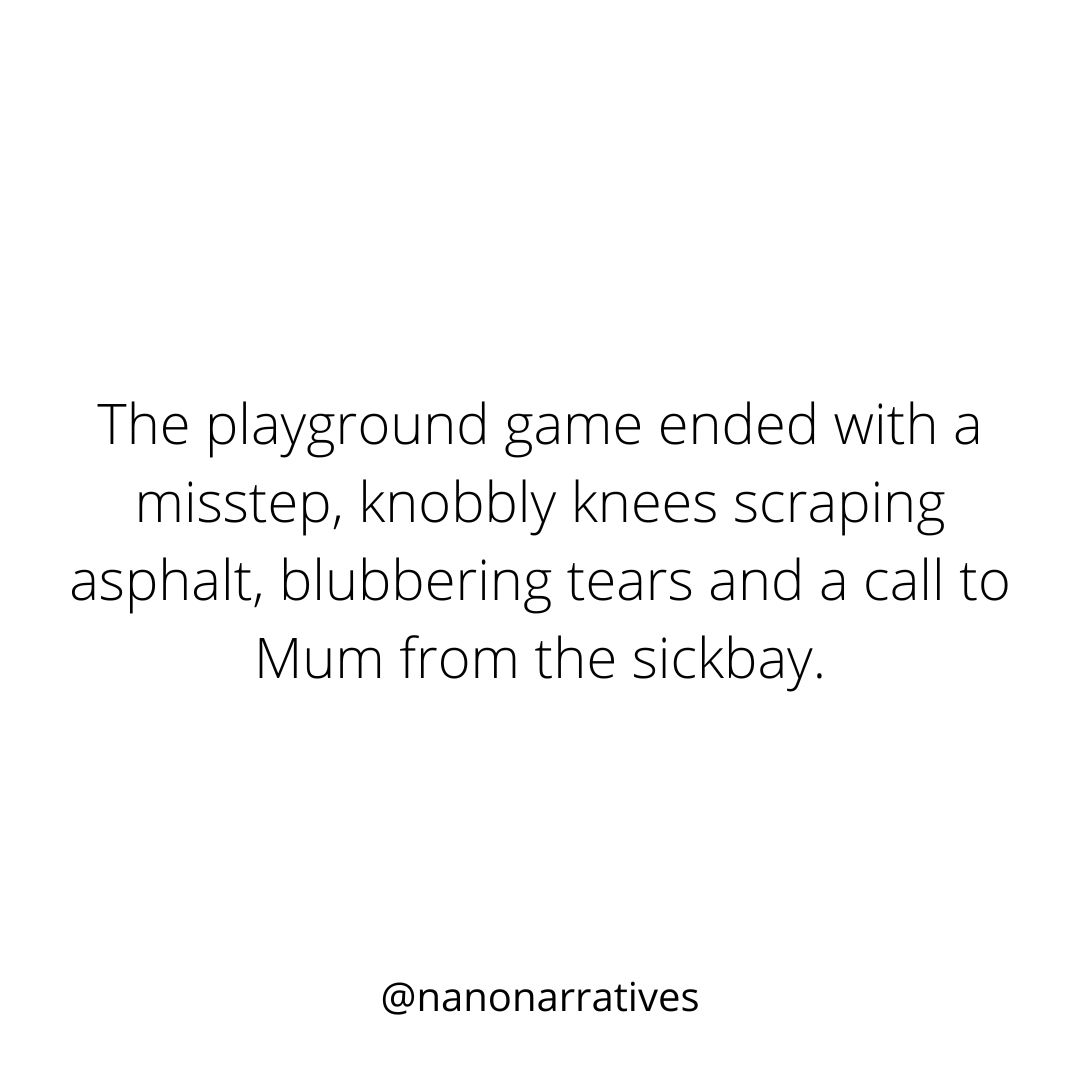 The playground game ended with a
misstep, knobbly knees scraping
asphalt, blubbering tears and a call to
Mum from the sickbay.
@nanonarratives